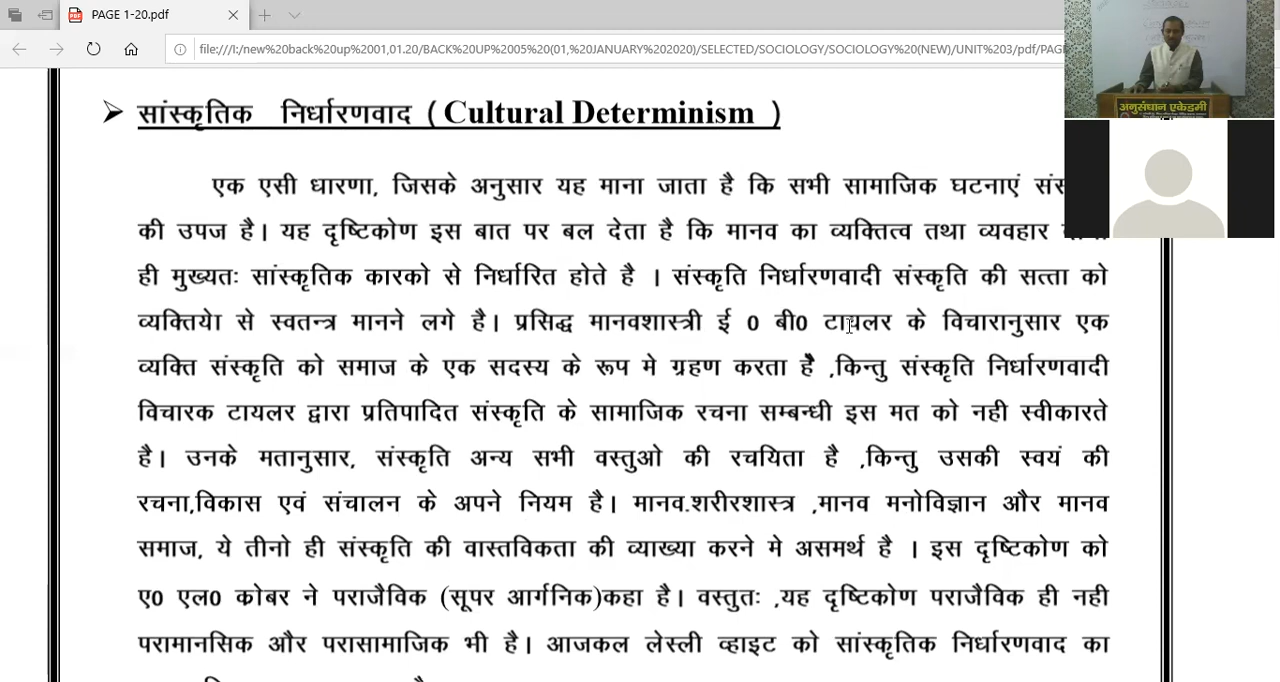 PAGE 1-20.pdf
file:///I:/new%20back%20up%2001,01.20/BACK%20UP%2005%20(01,%20JANUARY%202020)/SELECTED/SOCIOLOGY/SOCIOLOGY%20(NEW)/UNIT%203/pdf/PAG
➢ सांस्कृतिक निर्धारणवाद ( Cultural Determinism )
एक एसी धारणा, जिसके अनुसार यह माना जाता है कि सभी सामाजिक घटनाएं
की उपज है। यह दृष्टिकोण इस बात पर बल देता है कि मानव का व्यक्तित्व तथा व्यवहार
ही मुख्यतः सांस्कृतिक कारको से निर्धारित होते है । संस्कृति निर्धारणवादी संस्कृति की सत्ता को
व्यक्तियेा से स्वतन्त्र मानने लगे है। प्रसिद्ध मानवशास्त्री ई 0 बी0 टायलर के विचारानुसार एक
व्यक्ति संस्कृति को समाज के एक सदस्य के रूप मे ग्रहण करता है ,किन्तु संस्कृति निर्धारणवादी
विचारक टायलर द्वारा प्रतिपादित संस्कृति के सामाजिक रचना सम्बन्धी इस मत को नही स्वीकारते
है। उनके मतानुसार, संस्कृति अन्य सभी वस्तुओ की रचयिता है ,किन्तु उसकी स्वयं की
रचना,विकास एवं संचालन के अपने नियम है। मानव.शरीरशास्त्र ,मानव मनोविज्ञान और मानव
समाज, ये तीनो ही संस्कृति की वास्तविकता की व्याख्या करने मे असमर्थ है । इस दृष्टिकोण को
ए0 एल0 कोबर ने पराजैविक (सूपर आर्गनिक)कहा है। वस्तुतः ,यह दृष्टिकोण पराजैविक ही नही
परामानसिक और परासामाजिक भी है। आजकल लेस्ली व्हाइट को सांस्कृतिक निर्धारणवाद का
अनुसंधान एकेडमी